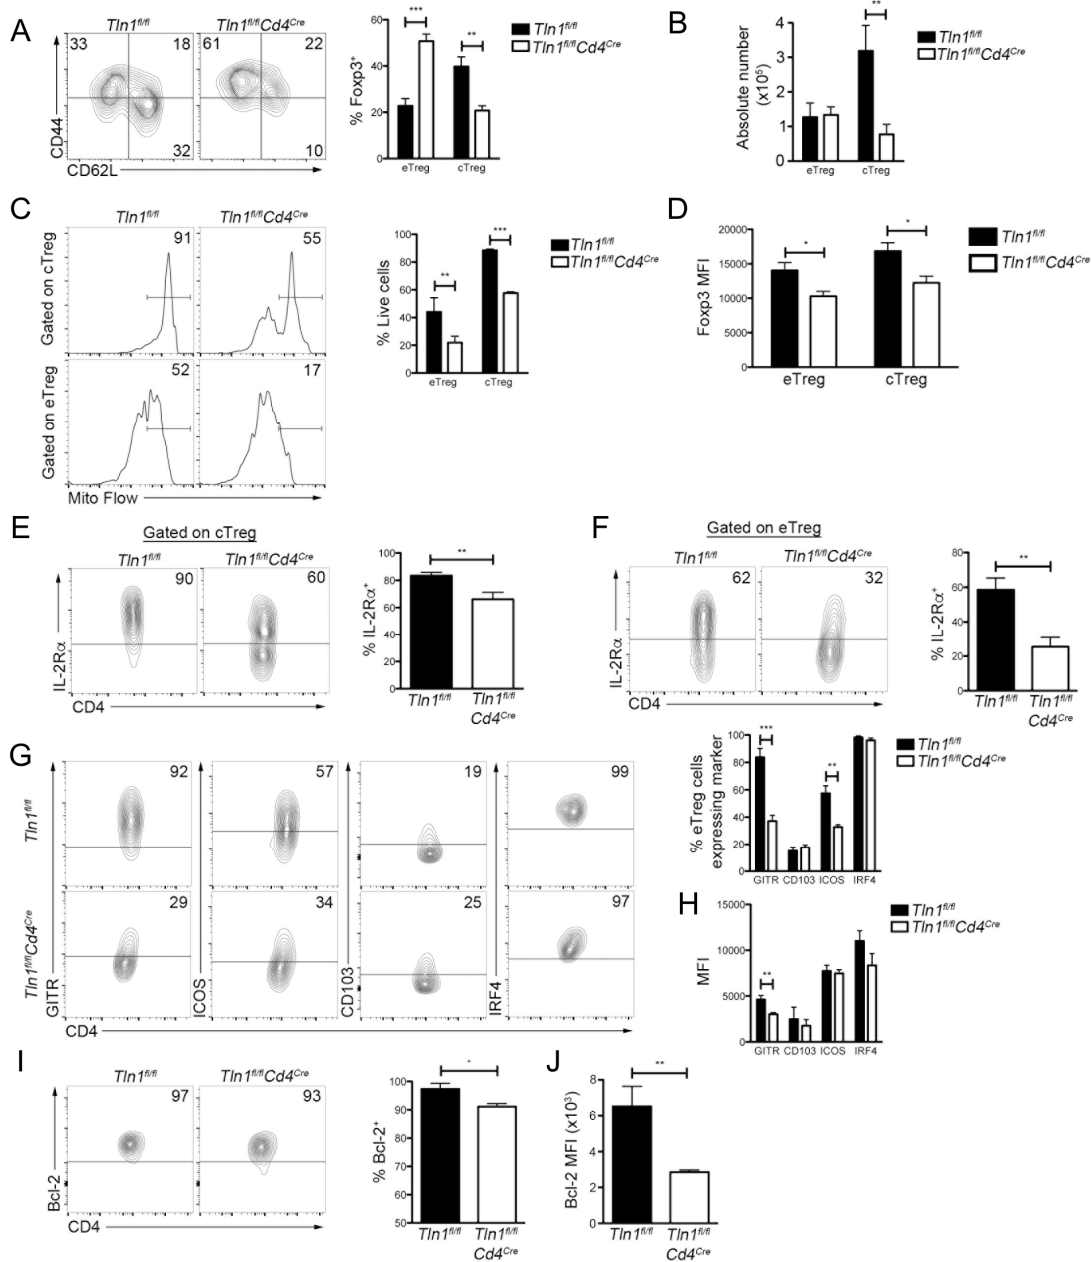 A
Tln1fl/fl Tln1fl/flCd4Cre
33 18 61 22
32 10
CD44
CD62L
% Foxp3+
60
40
20
0
*** **
eTreg cTreg
Tln1fl/fl
Tln1fl/flCd4Cre
B
Absolute number
(x10⁵)
4
3
2
1
0
**
eTreg cTreg
Tln1fl/fl
Tln1fl/flCd4Cre
C
Tln1fl/fl Tln1fl/flCd4Cre
Gated on cTreg
91 55
Gated on eTreg
52 17
Mito Flow
% Live cells
100
80
60
40
20
0
** ***
eTreg cTreg
Tln1fl/fl
Tln1fl/flCd4Cre
D
Foxp3 MFI
20000
15000
10000
5000
0
* *
eTreg cTreg
Tln1fl/fl
Tln1fl/flCd4Cre
E
Gated on cTreg
Tln1fl/fl Tln1fl/flCd4Cre
90 60
IL-2Rα
CD4
% IL-2Rα+
100
80
60
40
20
0
**
Tln1fl/fl Tln1fl/fl
Cd4Cre
F
Gated on eTreg
Tln1fl/fl Tln1fl/flCd4Cre
62 32
IL-2Rα
CD4
% IL-2Rα+
80
60
40
20
0
**
Tln1fl/fl Tln1fl/fl
Cd4Cre
G
Tln1fl/fl
92 57 19 99
Tln1fl/flCd4Cre
29 34 25 97
GITR ICOS CD103 IRF4
CD4
% eTreg cells
expressing marker
100
80
60
40
20
0
*** **
GITR CD103 ICOS IRF4
Tln1fl/fl
Tln1fl/flCd4Cre
H
MFI
15000
10000
5000
0
**
GITR CD103 ICOS IRF4
Tln1fl/fl
Tln1fl/flCd4Cre
I
Tln1fl/fl Tln1fl/flCd4Cre
97 93
Bcl-2
CD4
% Bcl-2+
100
90
80
70
60
50
*
Tln1fl/fl Tln1fl/fl
Cd4Cre
J
Bcl-2 MFI (x10³)
8
6
4
2
0
**
Tln1fl/fl Tln1fl/fl
Cd4Cre